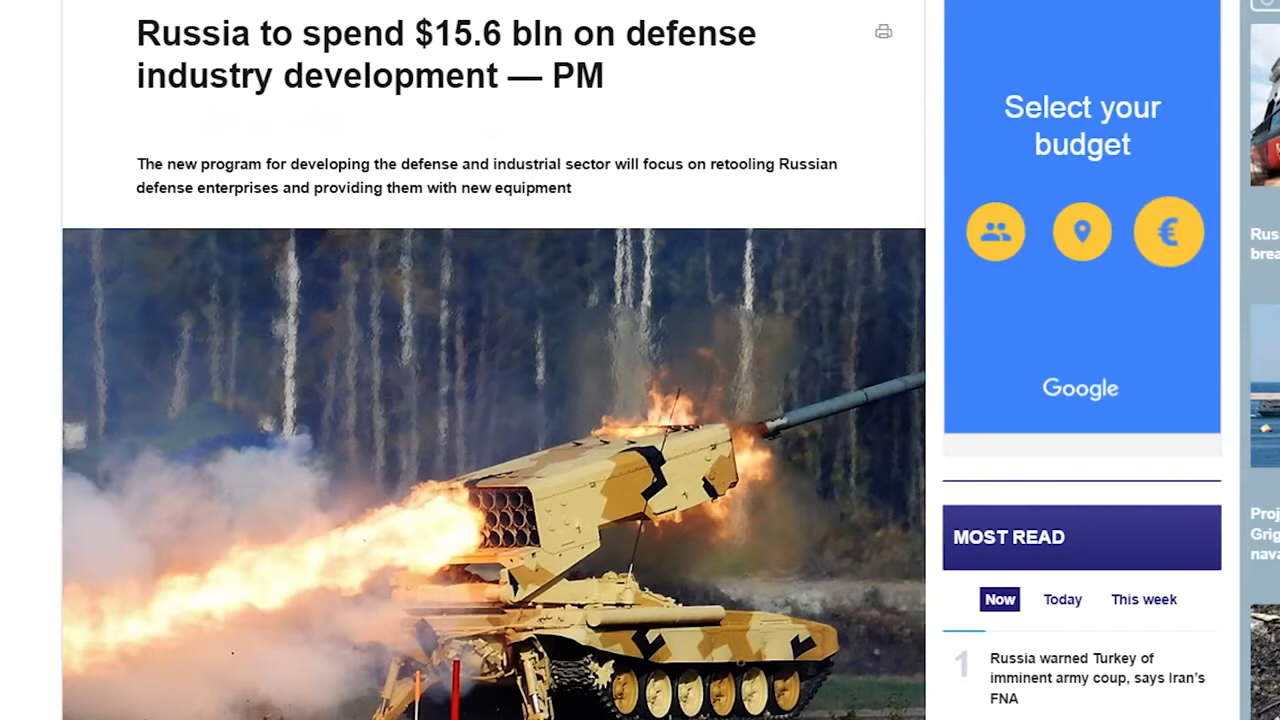 Russia to spend $15.6 bln on defense
industry development — PM
The new program for developing the defense and industrial sector will focus on retooling Russian
defense enterprises and providing them with new equipment
Select your
budget
€
Google
MOST READ
Now Today This week
1
Russia warned Turkey of
imminent army coup, says Iran's
FNA